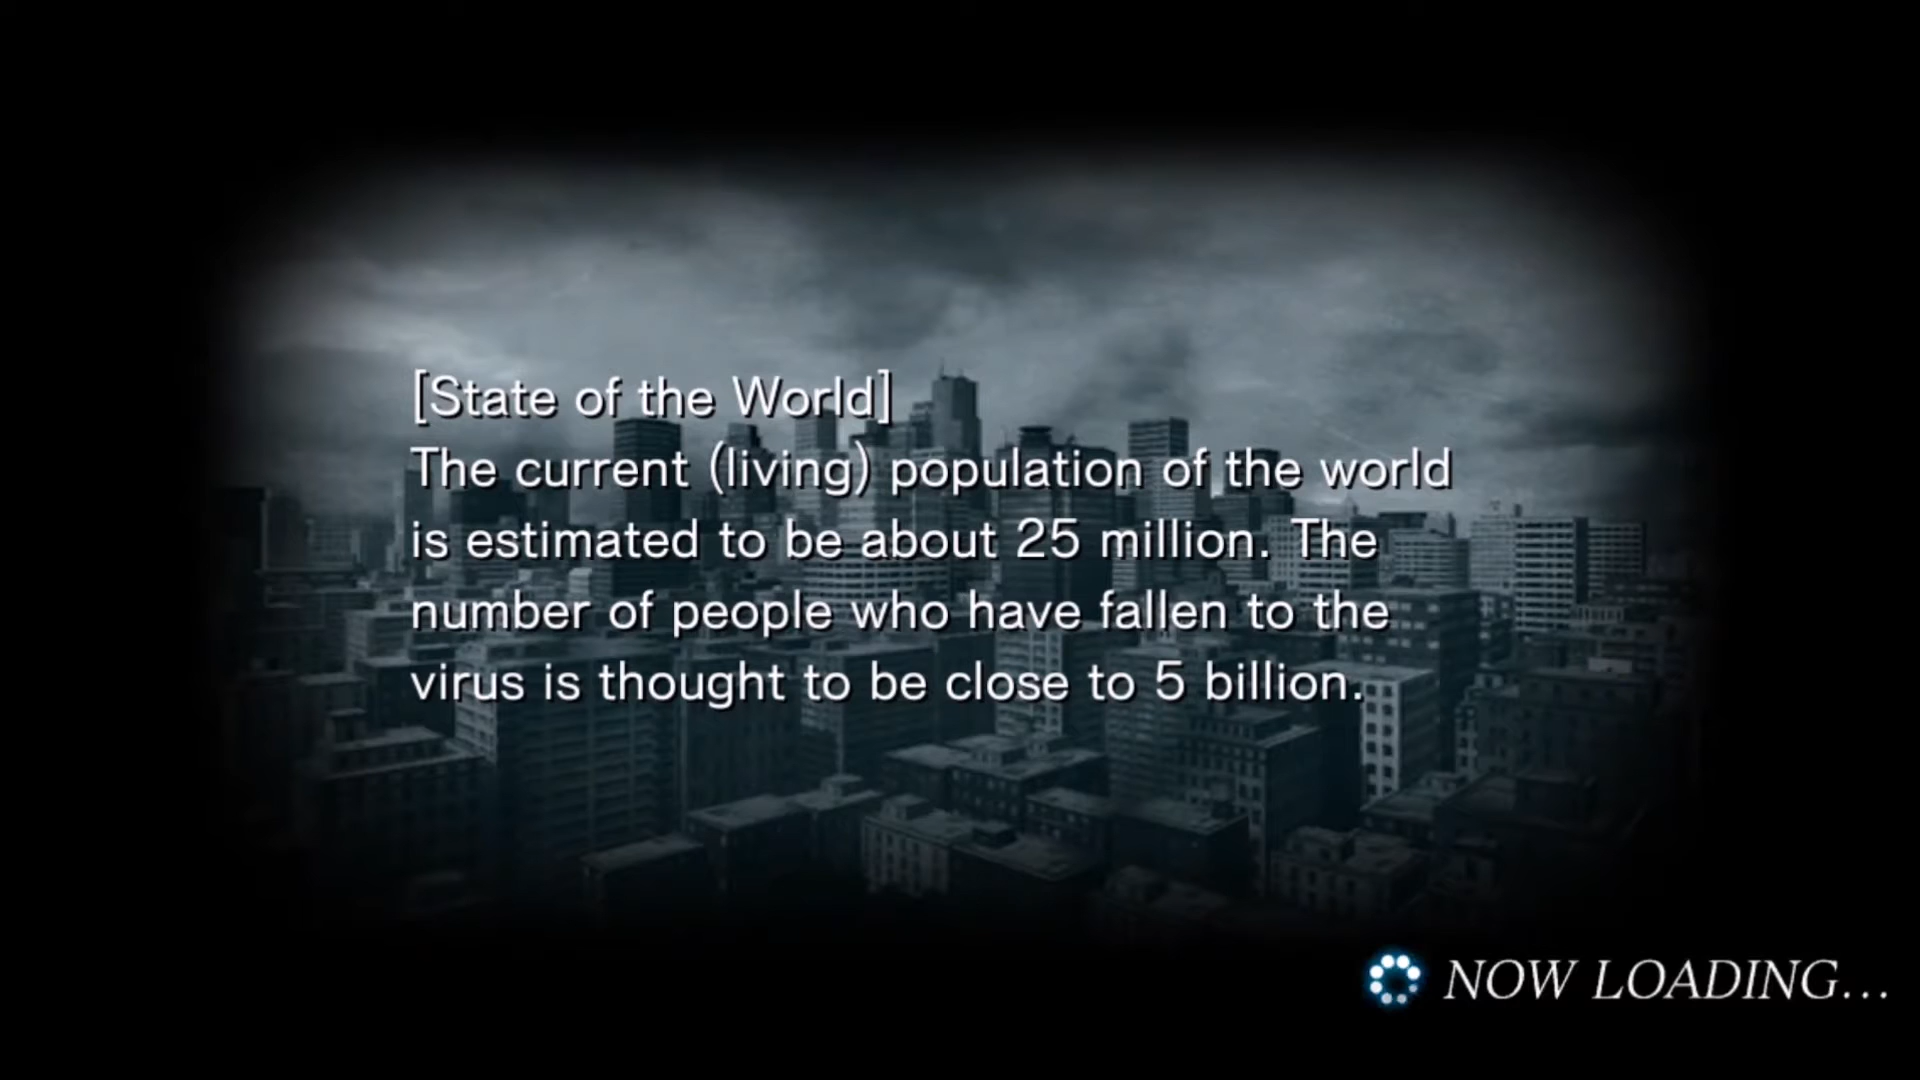 [State of the World]
The current (living) population of the world
is estimated to be about 25 million. The
number of people who have fallen to the
virus is thought to be close to 5 billion.
NOW LOADING...